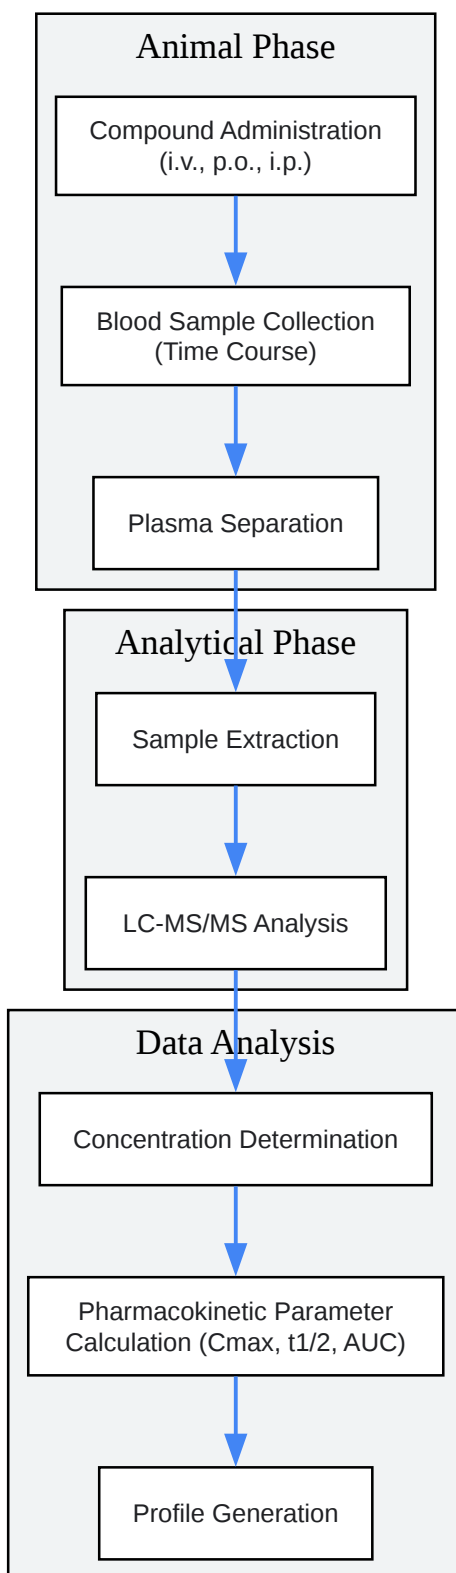 Animal Phase
Compound Administration
(i.v., p.o., i.p.)
Blood Sample Collection
(Time Course)
Plasma Separation
Analytical Phase
Sample Extraction
LC-MS/MS Analysis
Data Analysis
Concentration Determination
Pharmacokinetic Parameter
Calculation (Cmax, t1/2, AUC)
Profile Generation